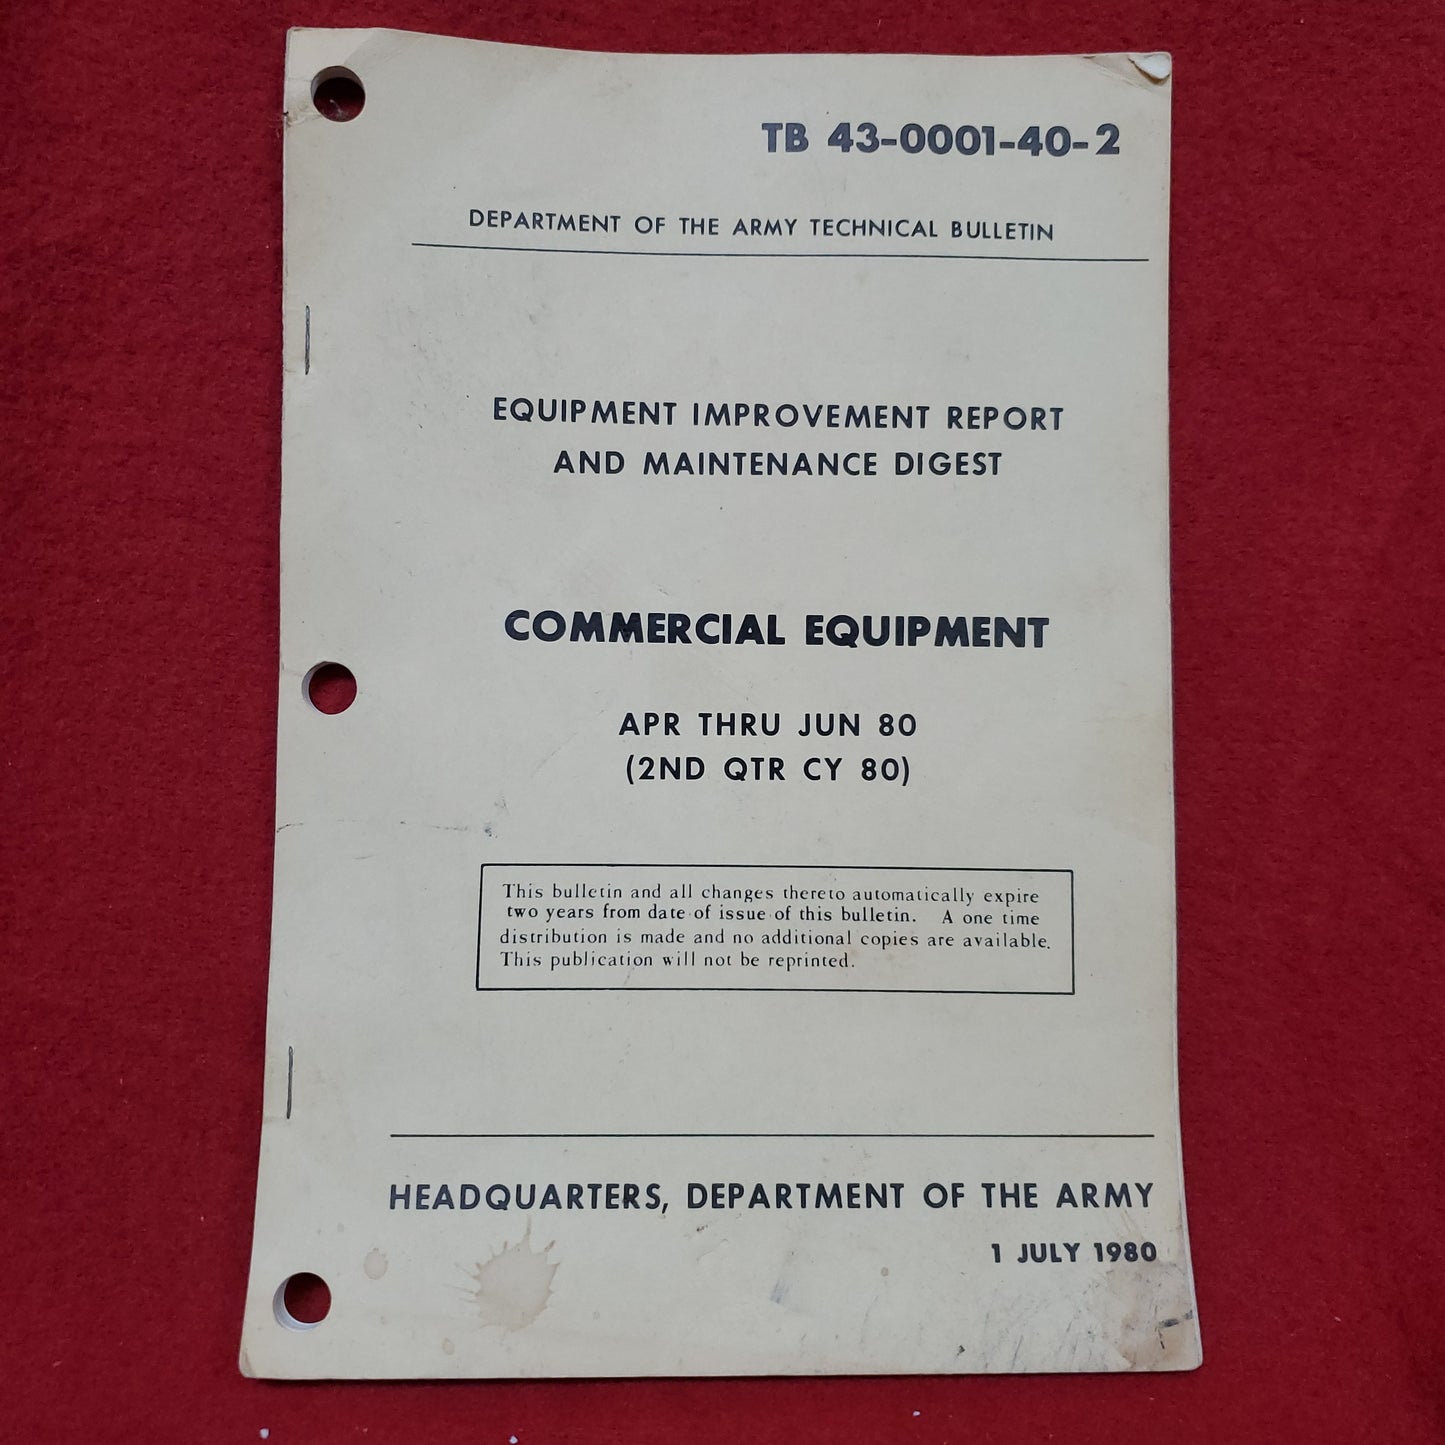 TB 43-0001-40-2
DEPARTMENT OF THE ARMY TECHNICAL BULLETIN
EQUIPMENT IMPROVEMENT REPORT
AND MAINTENANCE DIGEST
COMMERCIAL EQUIPMENT
APR THRU JUN 80
(2ND QTR CY 80)
This bulletin and all changes thereto automatically expire
two years from date of issue of this bulletin. A one time
distribution is made and no additional copies are available.
This publication will not be reprinted.
HEADQUARTERS, DEPARTMENT OF THE ARMY
1 JULY 1980